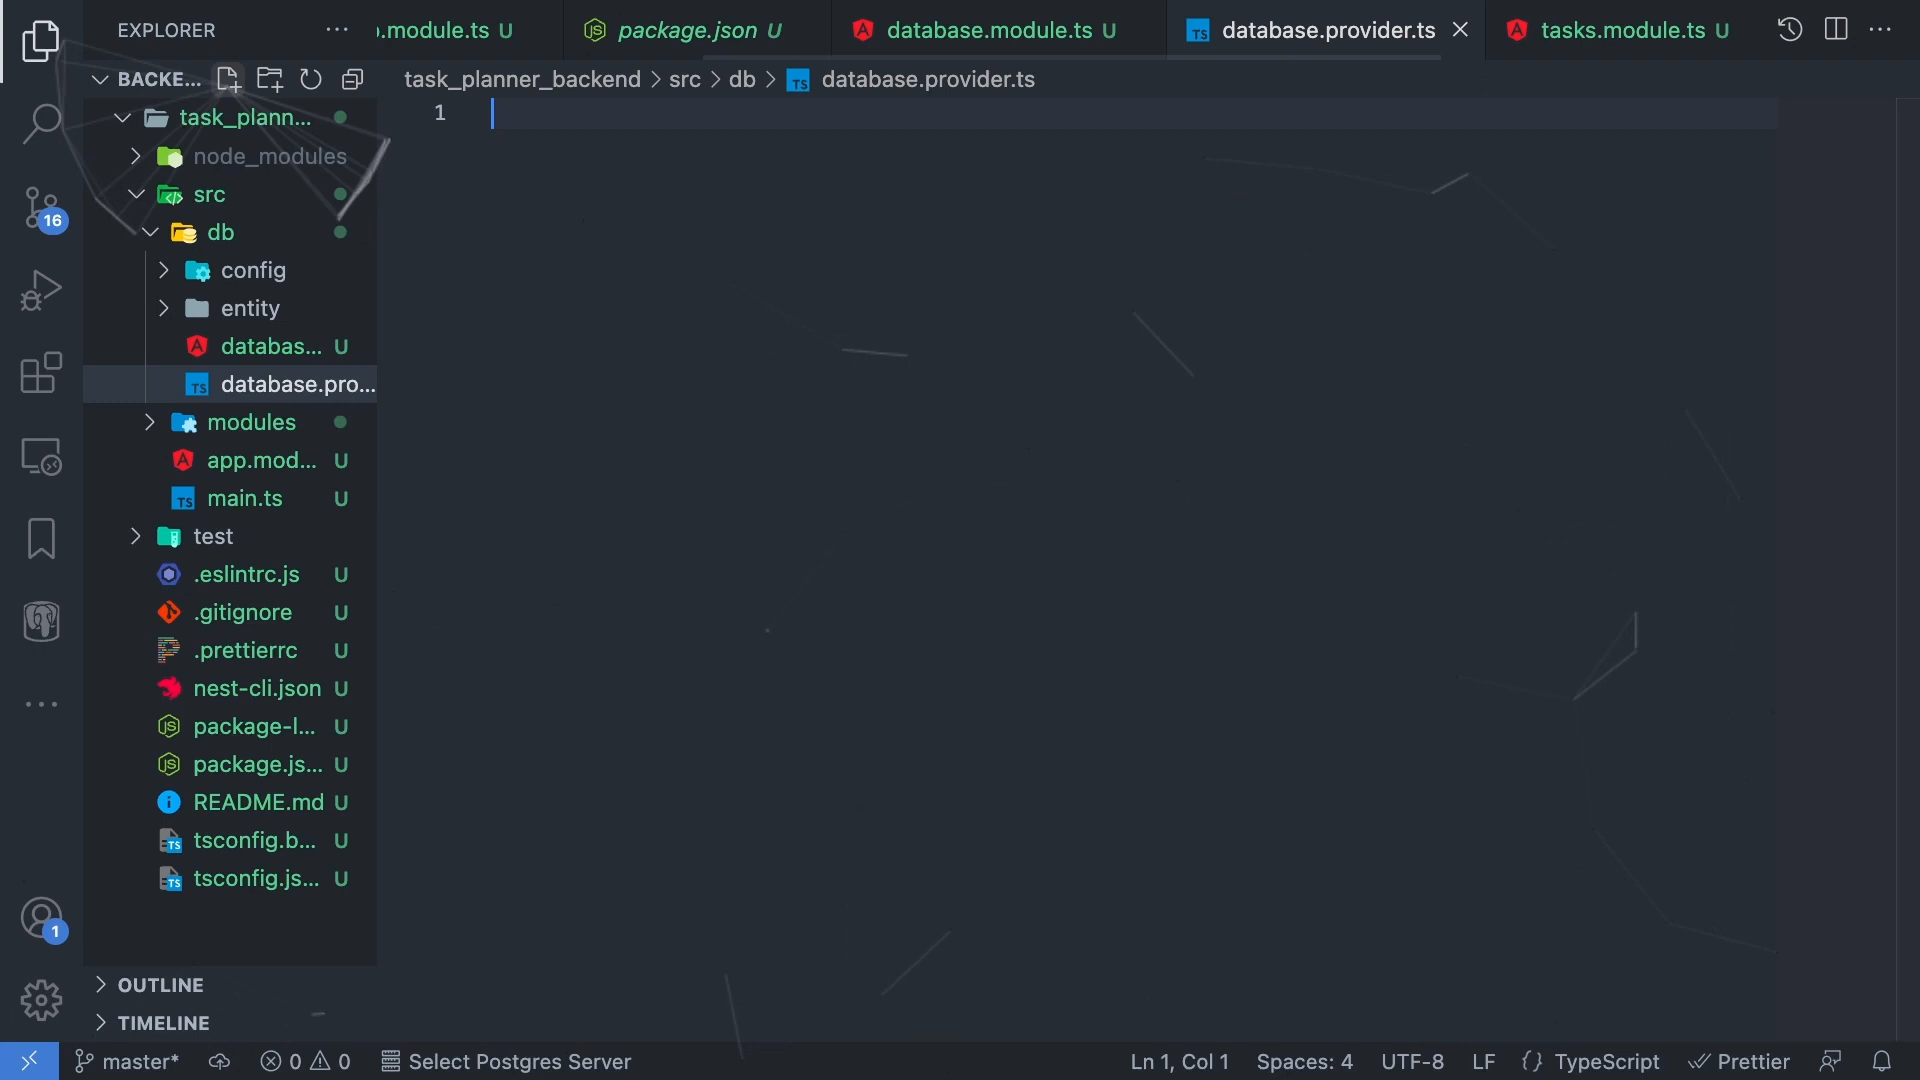 EXPLORER
.module.ts U
package.json U
database.module.ts U
database.provider.ts
tasks.module.ts U
BACKE...
task_planner_backend > src > db > TS database.provider.ts
1
task_plann...
node_modules
src
db
config
entity
databas... U
TS database.pro...
modules
app.mod... U
TS main.ts U
test
.eslintrc.js U
.gitignore U
.prettierrc U
nest-cli.json U
package-l... U
package.js... U
README.md U
tsconfig.b... U
tsconfig.js... U
16
1
OUTLINE
TIMELINE
master*
0 0
Select Postgres Server
Ln 1, Col 1
Spaces: 4
UTF-8
LF
{} TypeScript
Prettier